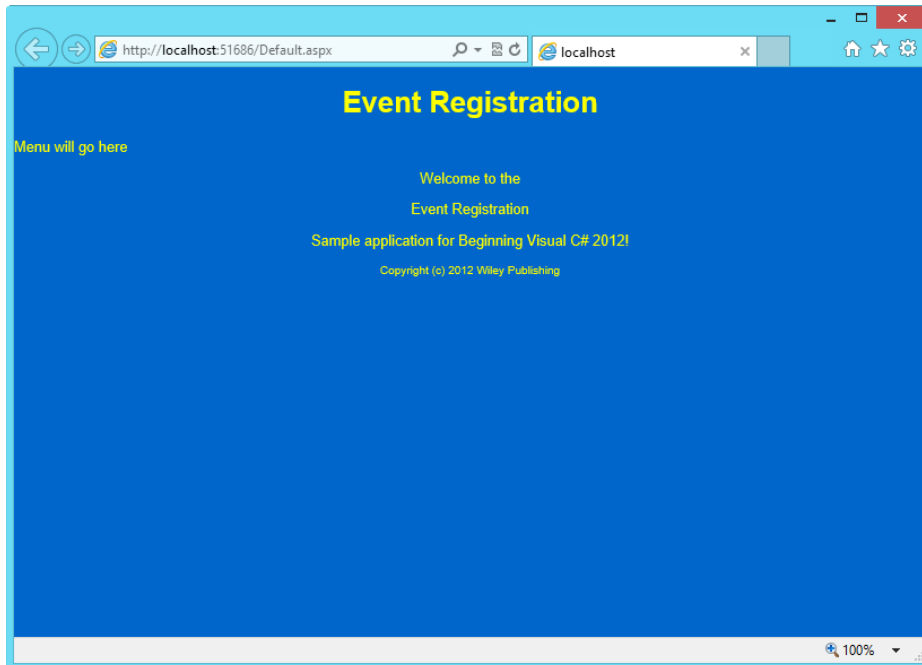 http://localhost:51686/Default.aspx
localhost
Event Registration
Menu will go here
Welcome to the
Event Registration
Sample application for Beginning Visual C# 2012!
Copyright (c) 2012 Wiley Publishing
100%